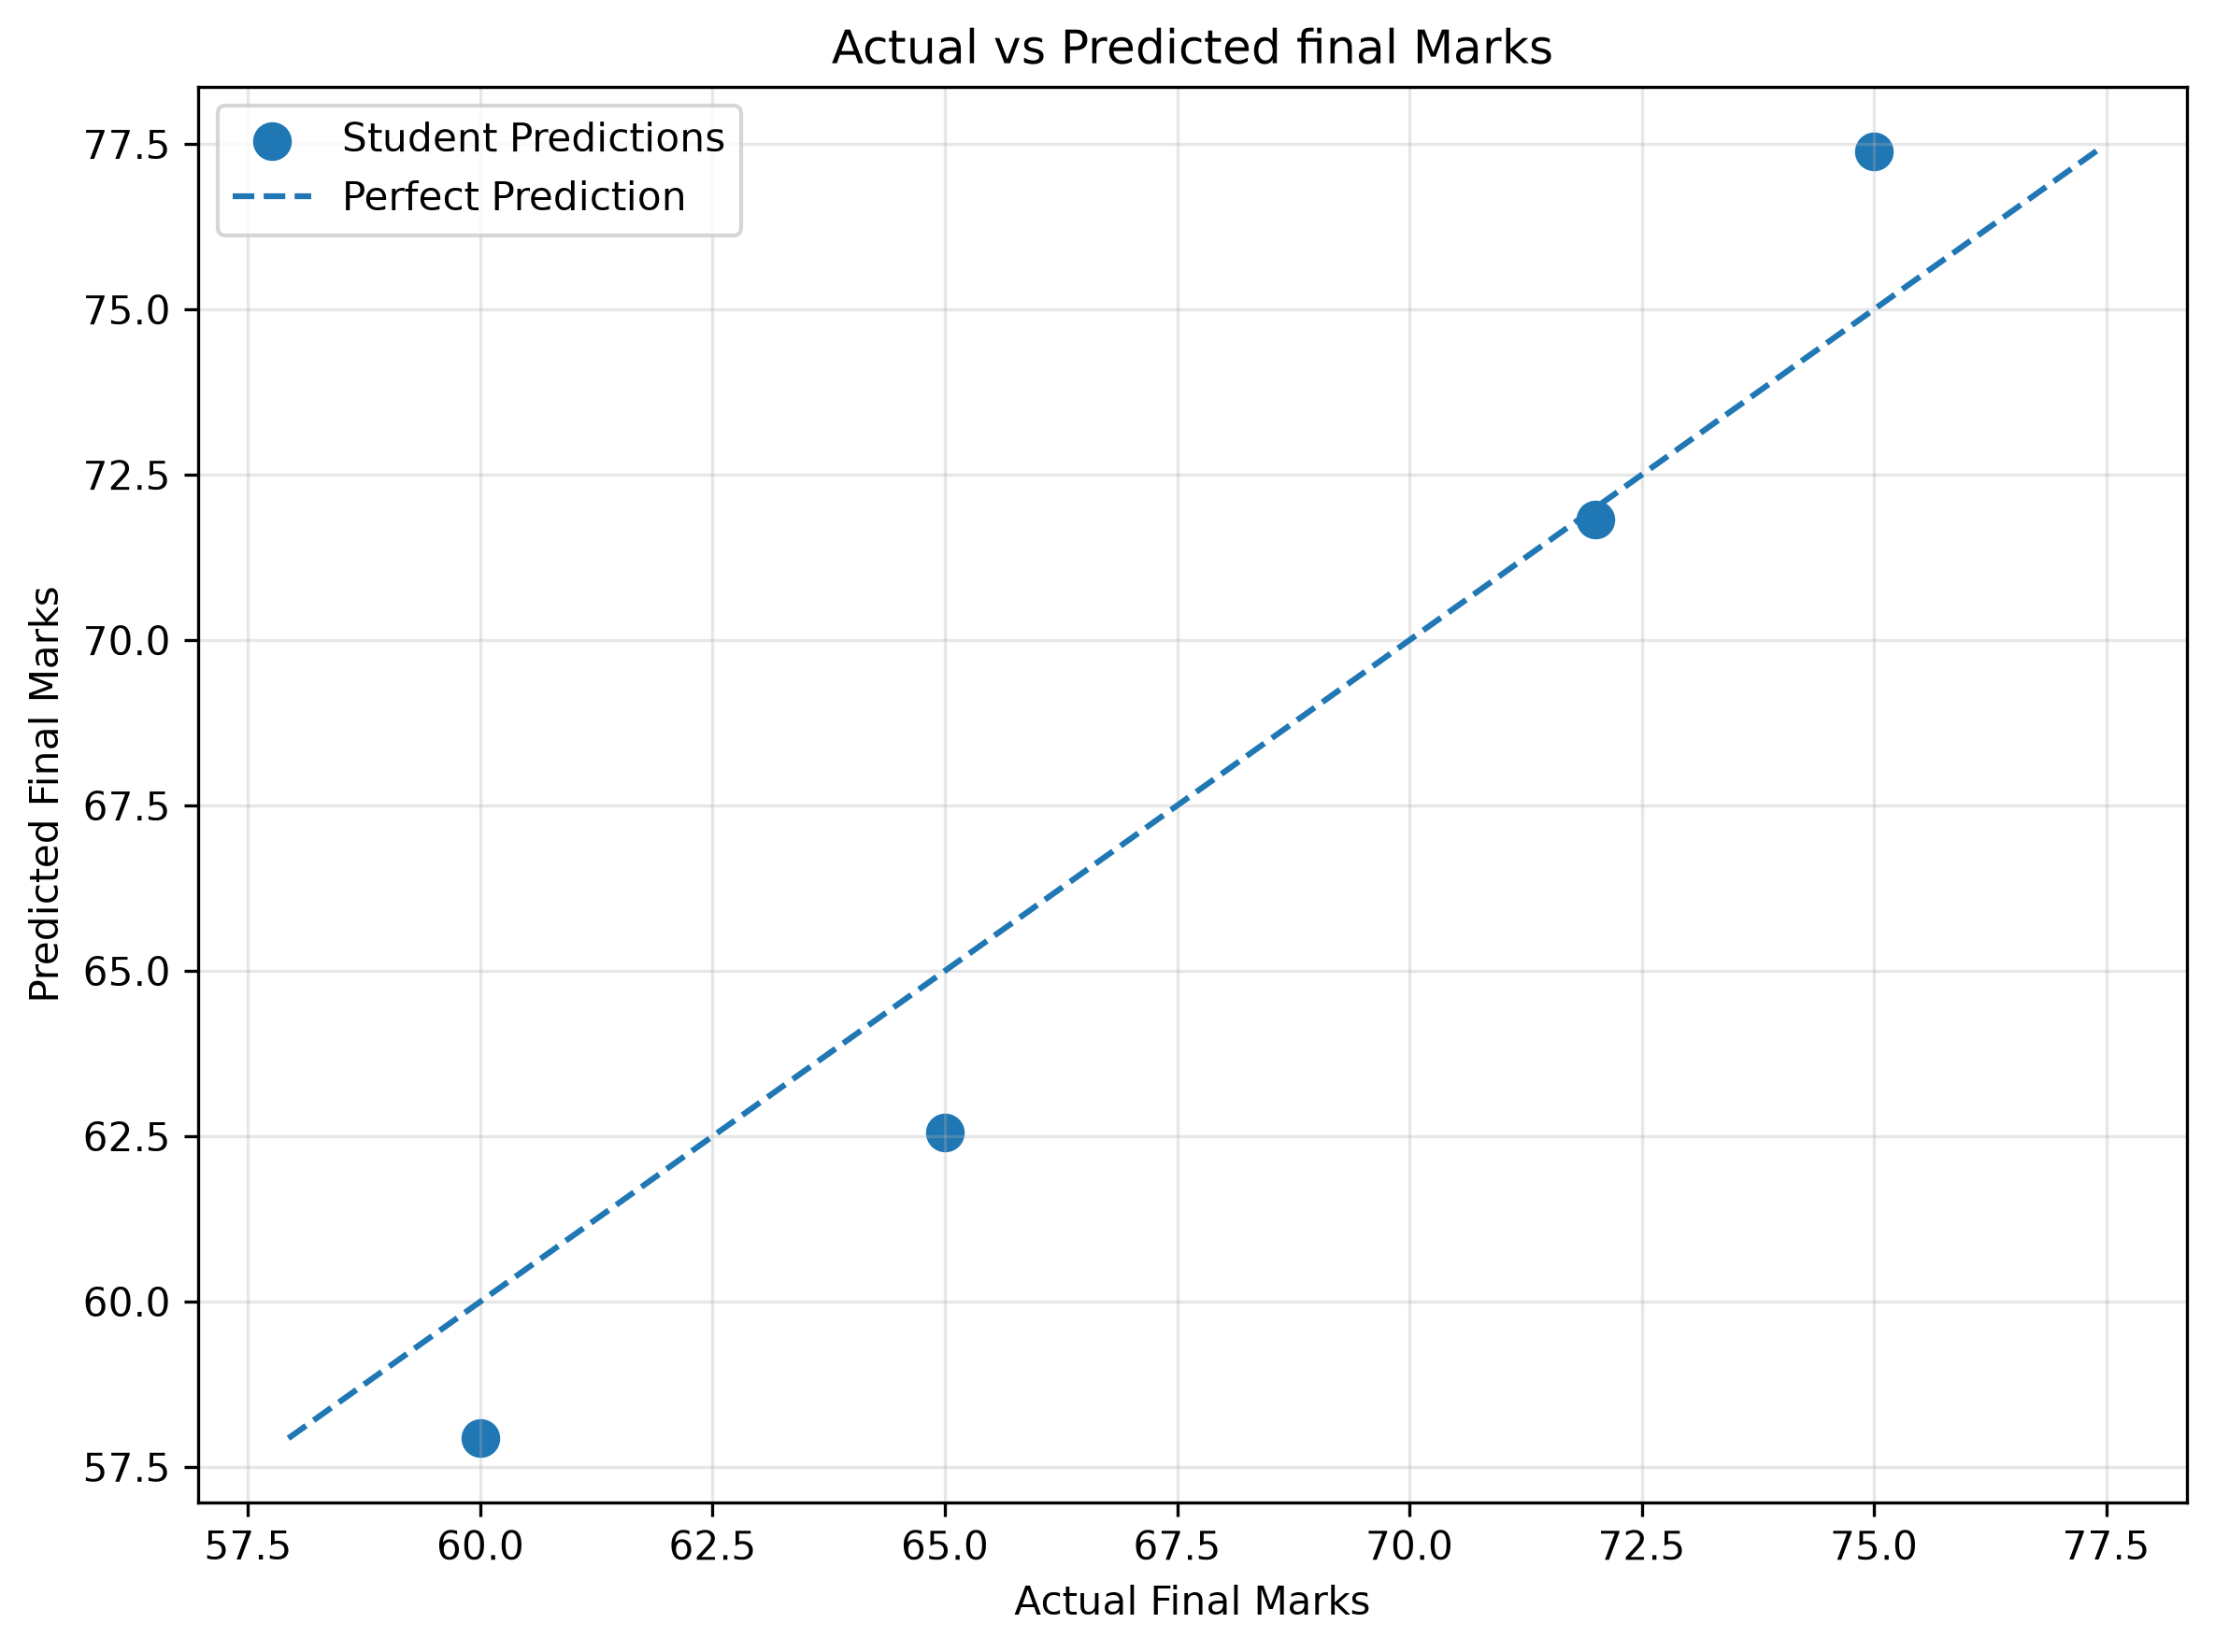 Actual vs Predicted final Marks
Student Predictions
Perfect Prediction
77.5
75.0
72.5
70.0
67.5
65.0
62.5
60.0
57.5
Predicted Final Marks
57.5 60.0 62.5 65.0 67.5 70.0 72.5 75.0 77.5
Actual Final Marks